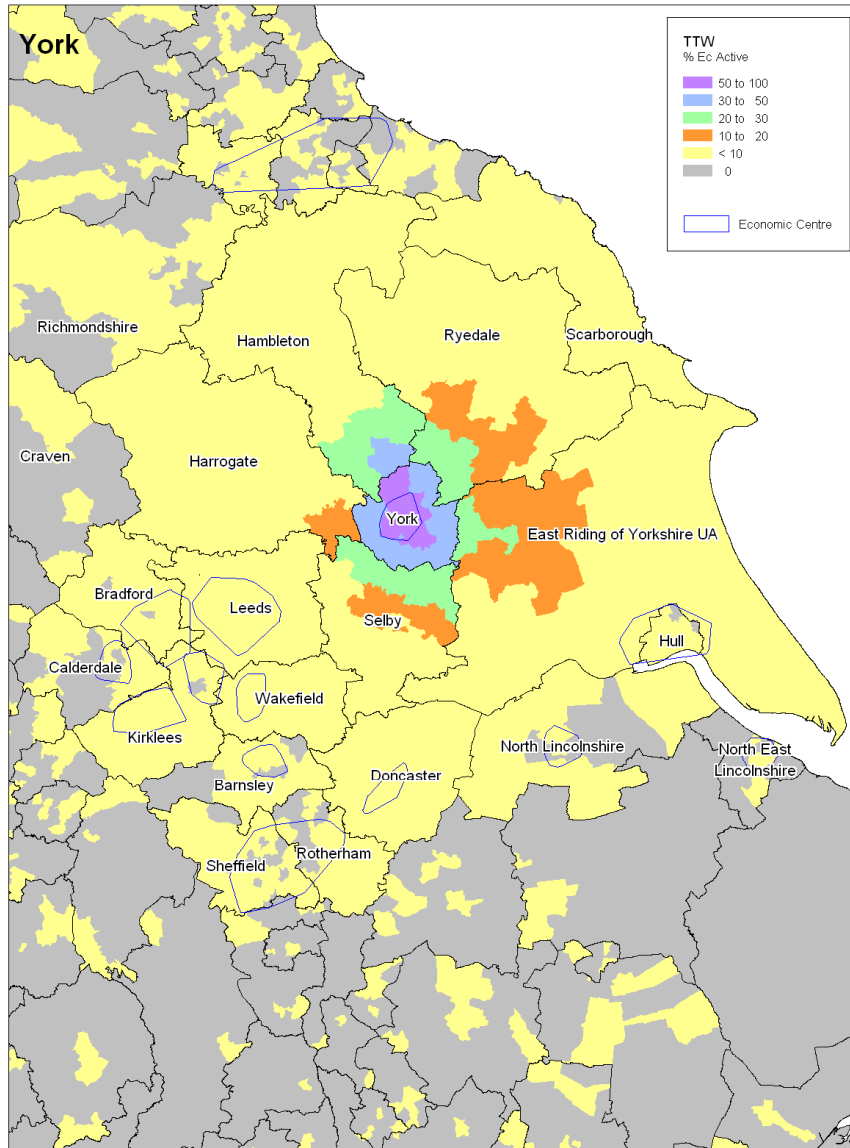 York
TTW
% Ec Active
50 to 100
30 to 50
20 to 30
10 to 20
< 10
0
Economic Centre
Richmondshire
Hambleton
Ryedale
Scarborough
Craven
Harrogate
York
East Riding of Yorkshire UA
Bradford
Leeds
Selby
Hull
Calderdale
Wakefield
Kirklees
North Lincolnshire
North East
Lincolnshire
Barnsley
Doncaster
Sheffield
Rotherham